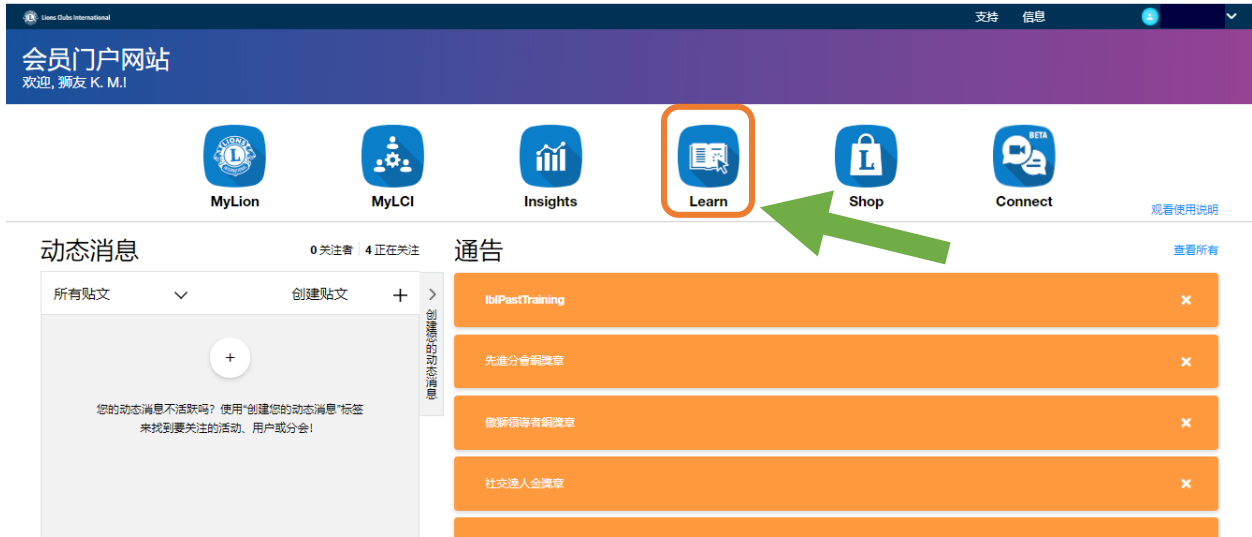 Lions Clubs International
支持 信息
会员门户网站
欢迎, 狮友 K. M.!
MyLion MyLCI Insights Learn Shop BETA Connect
观看使用说明
动态消息 0 关注者 4 正在关注
所有贴文 创建贴文 +
创建您的动态消息
+
您的动态消息不活跃吗？使用“创建您的动态消息”标签
来找到要关注的活动、用户或分会!
通告 查看所有
lblPastTraining ×
先進分會銅獎章 ×
傲獅領導者銅獎章 ×
社交達人金獎章 ×